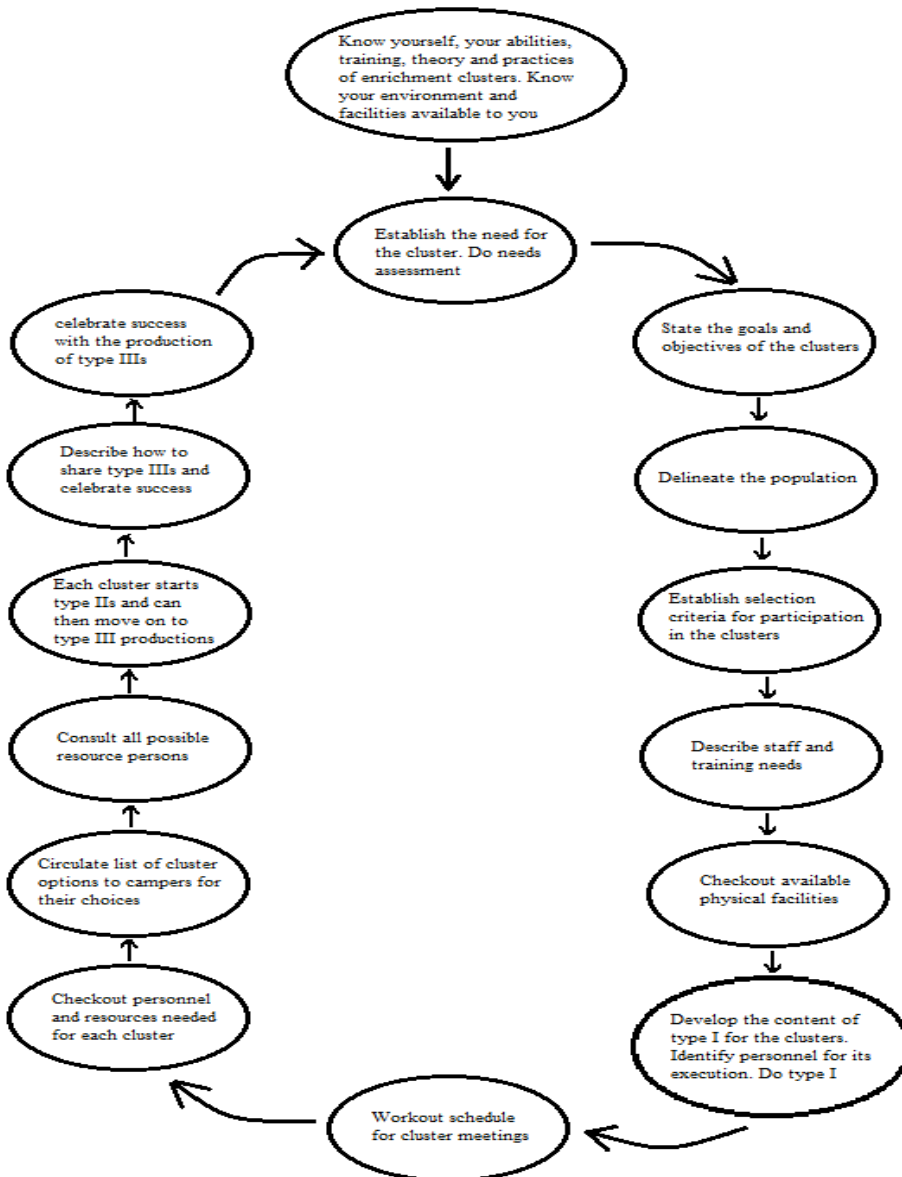 Know yourself, your abilities,
training, theory and practices
of enrichment clusters. Know
your environment and
facilities available to you
Establish the need for
the cluster. Do needs
assessment
State the goals and
objectives of the clusters
Delineate the population
Establish selection
criteria for participation
in the clusters
Describe staff and
training needs
Checkout available
physical facilities
Develop the content of
type I for the clusters.
Identify personnel for its
execution. Do type I
Workout schedule
for cluster meetings
Checkout personnel
and resources needed
for each cluster
Circulate list of cluster
options to campers for
their choices
Consult all possible
resource persons
Each cluster starts
type IIs and can
then move on to
type III productions
Describe how to
share type IIIs and
celebrate success
celebrate success
with the production
of type IIIs